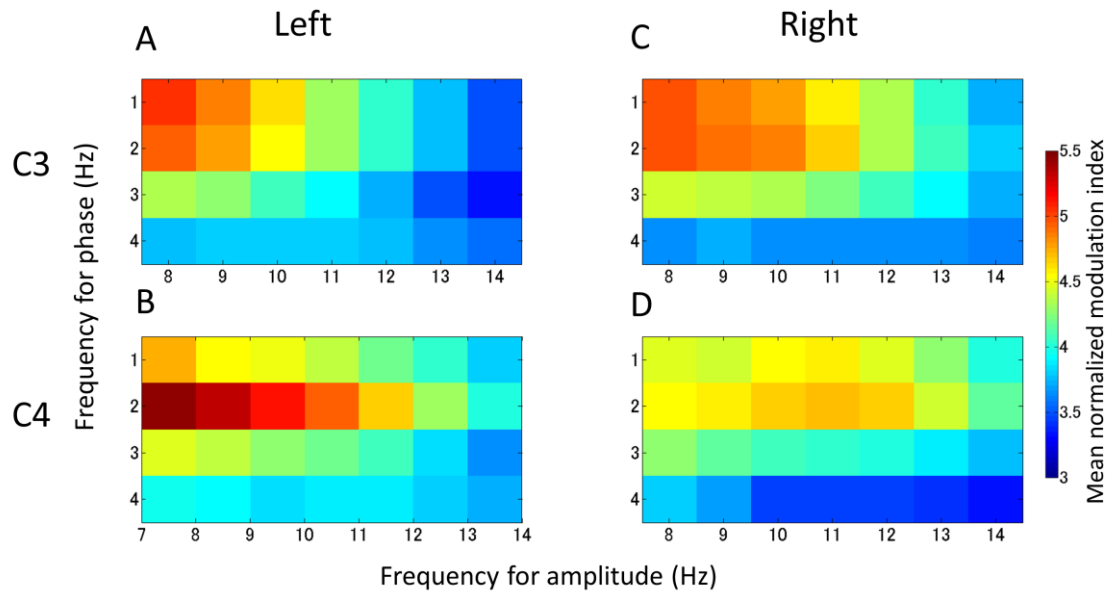 A
Left
C
Right
C3
C4
Frequency for phase (Hz)
1
2
3
4
8 9 10 11 12 13 14
1
2
3
4
8 9 10 11 12 13 14
B
D
1
2
3
4
7 8 9 10 11 12 13 14
1
2
3
4
8 9 10 11 12 13 14
5.5
5
4.5
4
3.5
3
Mean normalized modulation index
Frequency for amplitude (Hz)